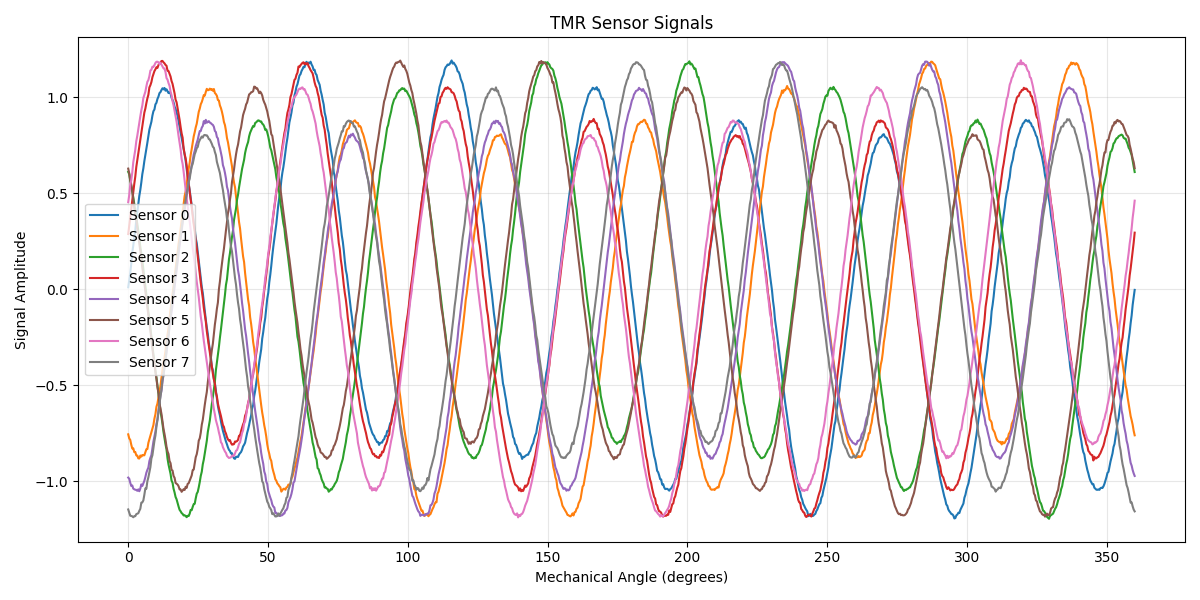 TMR Sensor Signals
Signal Amplitude
1.0
0.5
0.0
−0.5
−1.0
Sensor 0
Sensor 1
Sensor 2
Sensor 3
Sensor 4
Sensor 5
Sensor 6
Sensor 7
0 50 100 150 200 250 300 350
Mechanical Angle (degrees)